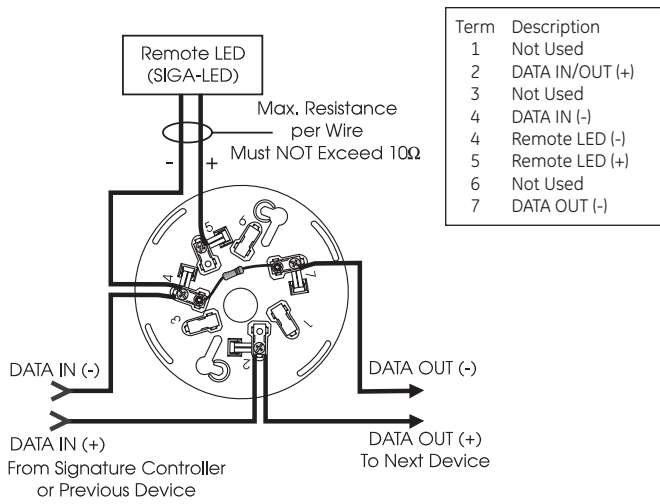 Remote LED
(SIGA-LED)
Max. Resistance
per Wire
Must NOT Exceed 10Ω
-
+
Term Description
1 Not Used
2 DATA IN/OUT (+)
3 Not Used
4 DATA IN (-)
4 Remote LED (-)
5 Remote LED (+)
6 Not Used
7 DATA OUT (-)
6
5
4
7
3
1
2
DATA IN (-)
DATA OUT (-)
DATA IN (+)
From Signature Controller
or Previous Device
DATA OUT (+)
To Next Device